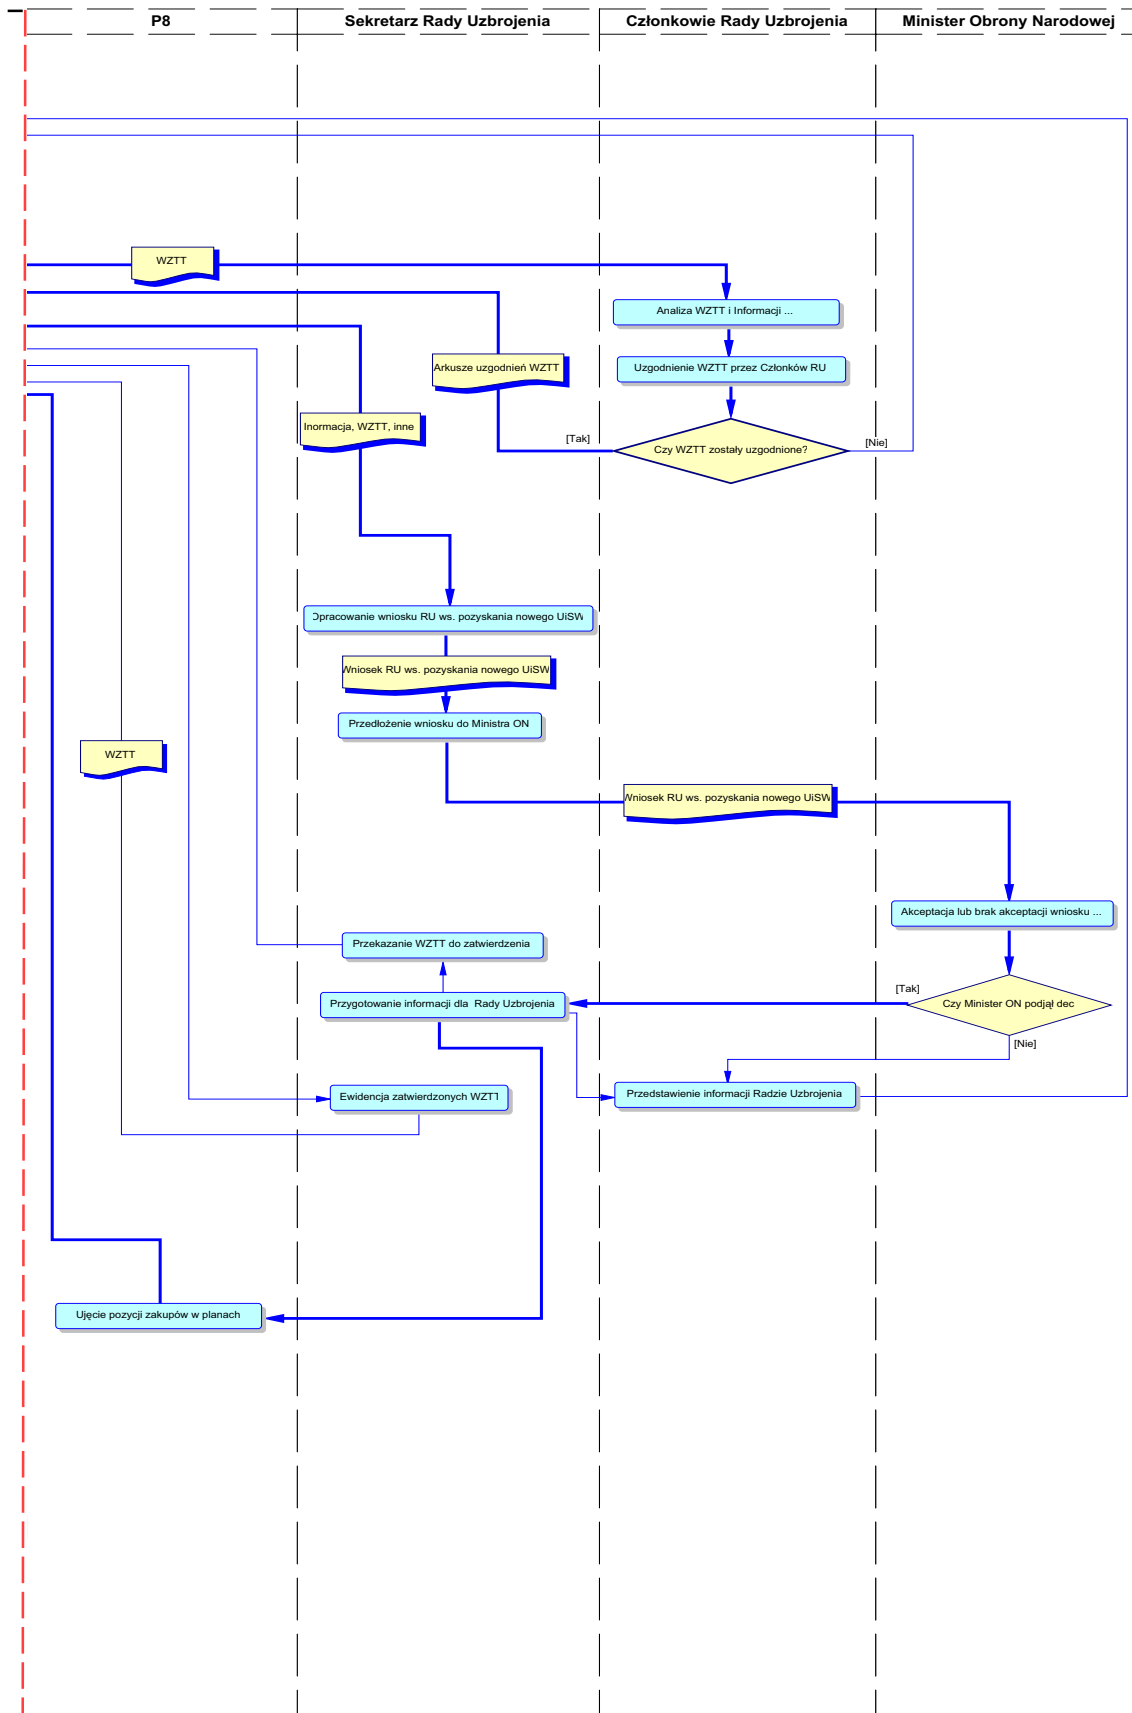 P8
Sekretarz Rady Uzbrojenia
Członkowie Rady Uzbrojenia
Minister Obrony Narodowej
WZTT
Analiza WZTT i Informacji ...
Arkusze uzgodnień WZTT
Uzgodnienie WZTT przez Członków RU
Inormacja, WZTT, inne
[Tak]
Czy WZTT zostały uzgodnione?
[Nie]
Opracowanie wniosku RU ws. pozyskania nowego UiSW
Wniosek RU ws. pozyskania nowego UiSW
Przedłożenie wniosku do Ministra ON
WZTT
Wniosek RU ws. pozyskania nowego UiSW
Akceptacja lub brak akceptacji wniosku ...
Przekazanie WZTT do zatwierdzenia
[Tak]
Przygotowanie informacji dla Rady Uzbrojenia
Czy Minister ON podjął dec
[Nie]
Ewidencja zatwierdzonych WZTT
Przedstawienie informacji Radzie Uzbrojenia
Ujęcie pozycji zakupów w planach